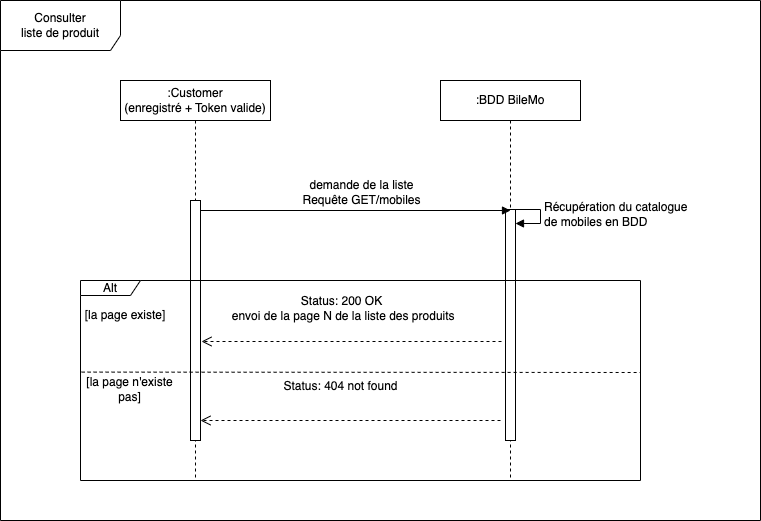 Consulter
liste de produit
:Customer
(enregistré + Token valide)
:BDD BileMo
demande de la liste
Requête GET/mobiles
Récupération du catalogue
de mobiles en BDD
Alt
Status: 200 OK
[la page existe]
envoi de la page N de la liste des produits
[la page n'existe
pas]
Status: 404 not found